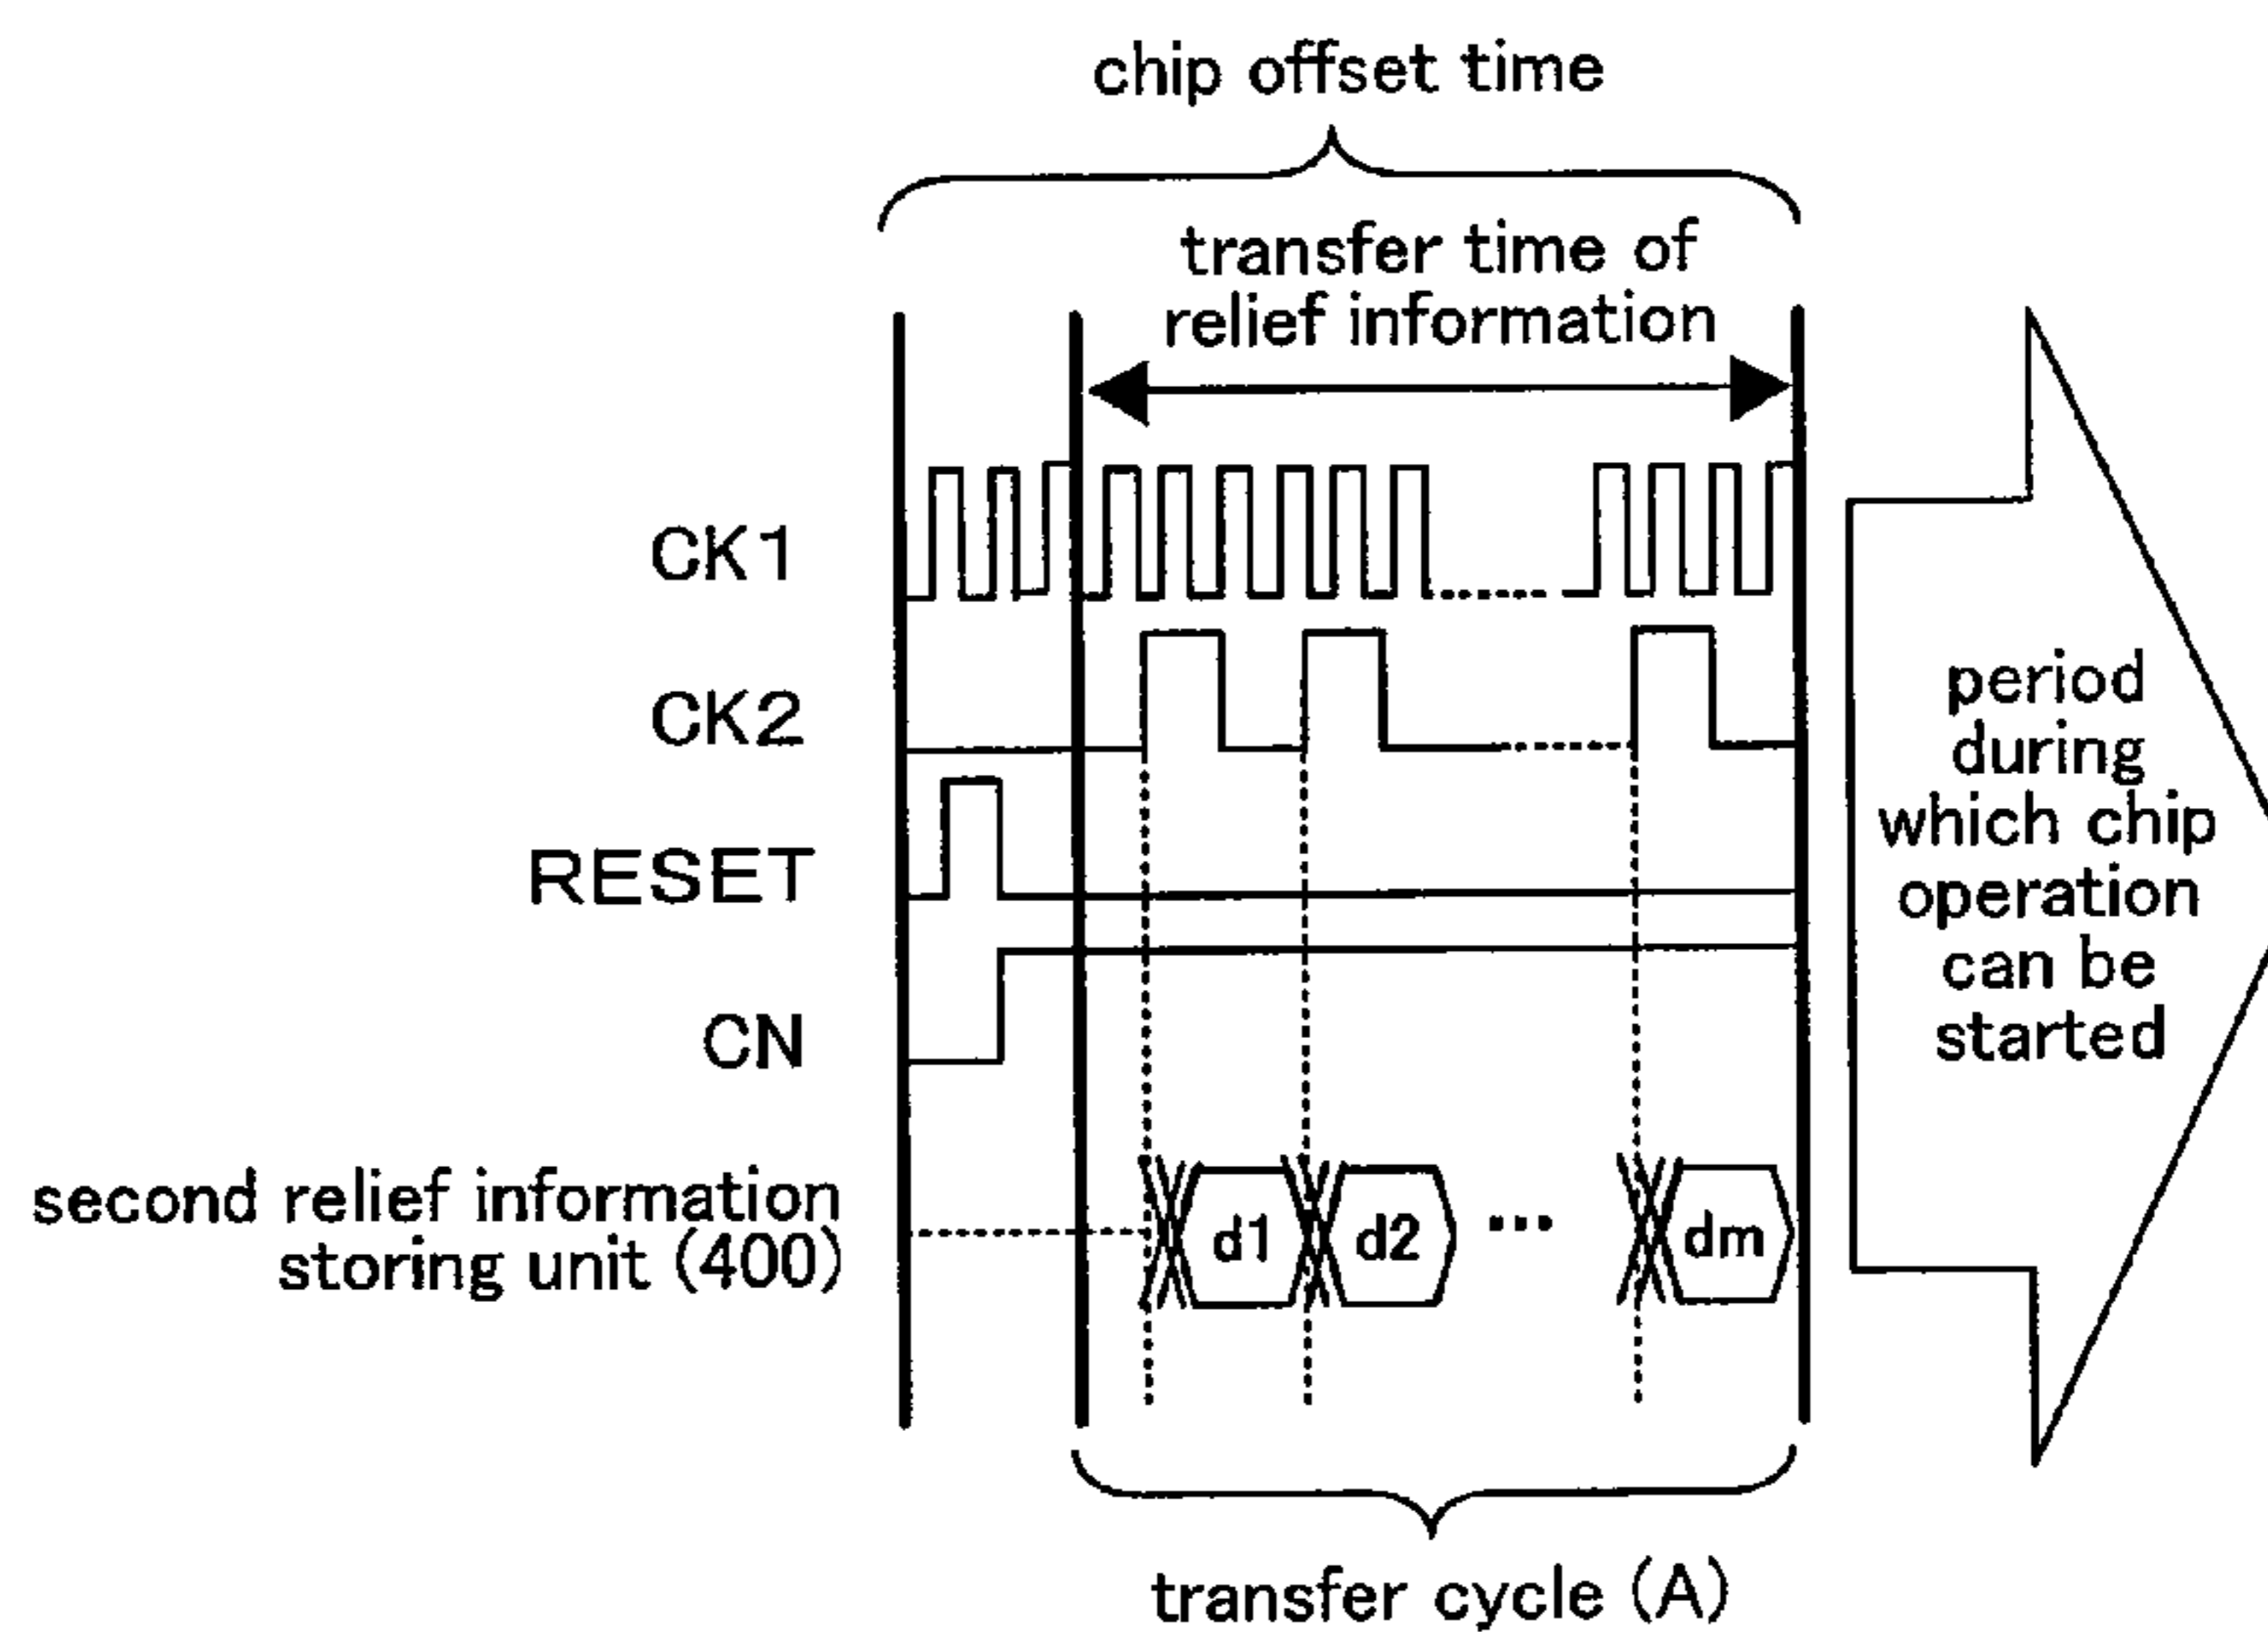 chip offset time
transfer time of
relief information
CK1
CK2
RESET
CN
second relief information
storing unit (400)
d1 d2 ... dm
period
during
which chip
operation
can be
started
transfer cycle (A)